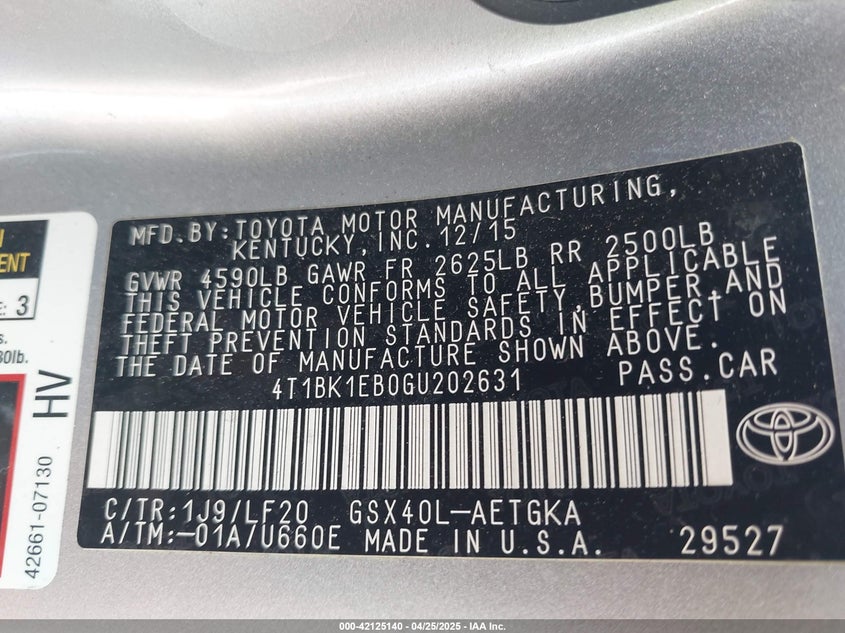 MFD.BY:TOYOTA MOTOR MANUFACTURING,
KENTUCKY,INC.12/15
GVWR 4590LB GAWR FR 2625LB RR 2500LB
THIS VEHICLE CONFORMS TO ALL APPLICABLE
FEDERAL MOTOR VEHICLE SAFETY,BUMPER,AND
THEFT PREVENTION STANDARDS IN EFFECT ON
THE DATE OF MANUFACTURE SHOWN ABOVE.
4T1BK1EB0GU202631 PASS.CAR
C/TR:1J9/LF20 GSX40L-AETGKA
A/TM:-01A/U660E MADE IN U.S.A. 29527
3
HV
42661-07130
000-42125140 - 04/25/2025 - IAA Inc.